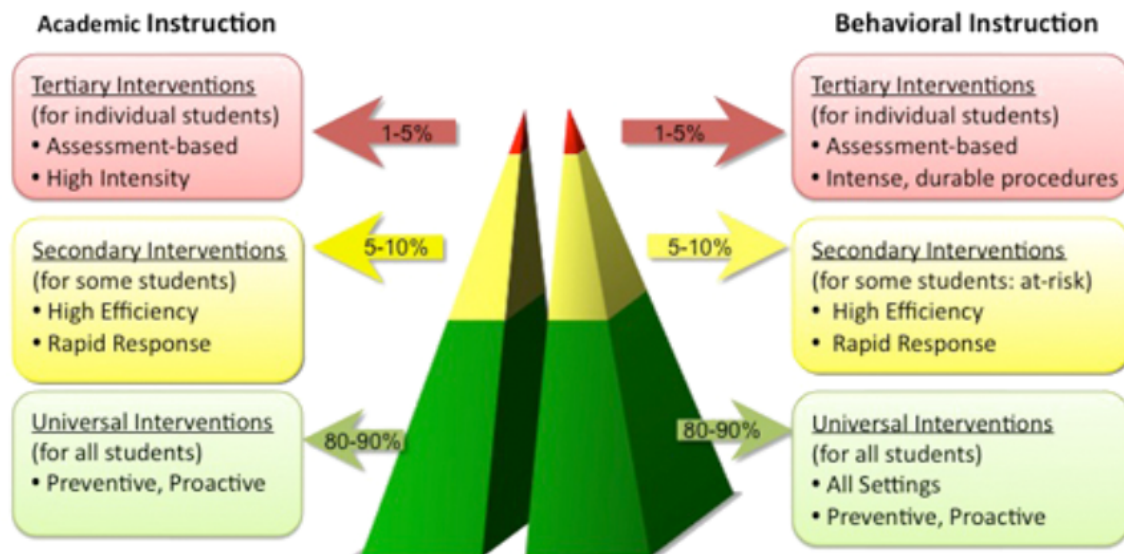 Academic Instruction
Tertiary Interventions
(for individual students)
• Assessment-based
• High Intensity
1-5%
Secondary Interventions
(for some students)
• High Efficiency
• Rapid Response
5-10%
Universal Interventions
(for all students)
• Preventive, Proactive
80-90%
Behavioral Instruction
1-5%
Tertiary Interventions
(for individual students)
• Assessment-based
• Intense, durable procedures
5-10%
Secondary Interventions
(for some students: at-risk)
• High Efficiency
• Rapid Response
80-90%
Universal Interventions
(for all students)
• All Settings
• Preventive, Proactive